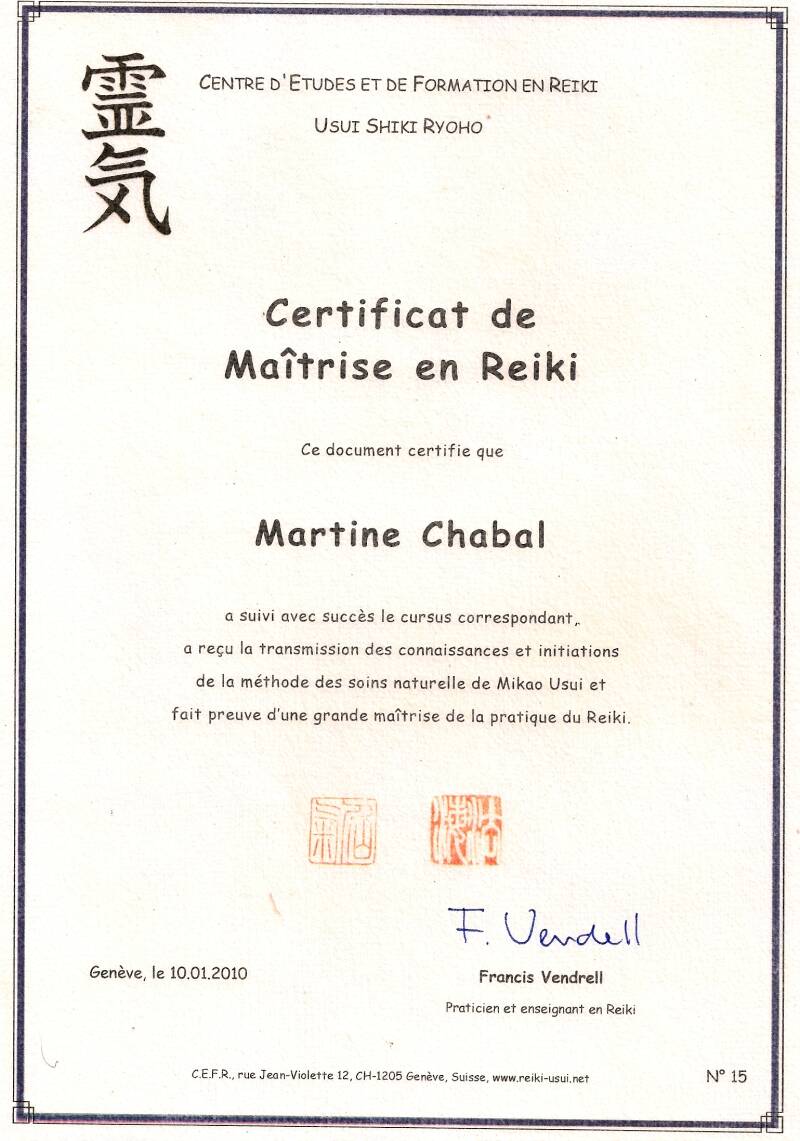 靈気
CENTRE D'ETUDES ET DE FORMATION EN REIKI
USUI SHIKI RYOHO
Certificat de
Maîtrise en Reiki
Ce document certifie que
Martine Chabal
a suivi avec succès le cursus correspondant,
a reçu la transmission des connaissances et initiations
de la méthode des soins naturelle de Mikao Usui et
fait preuve d'une grande maîtrise de la pratique du Reiki.
F. Vendell
Genève, le 10.01.2010
Francis Vendrell
Praticien et enseignant en Reiki
C.E.F.R., rue Jean-Violette 12, CH-1205 Genève, Suisse, www.reiki-usui.net
N° 15